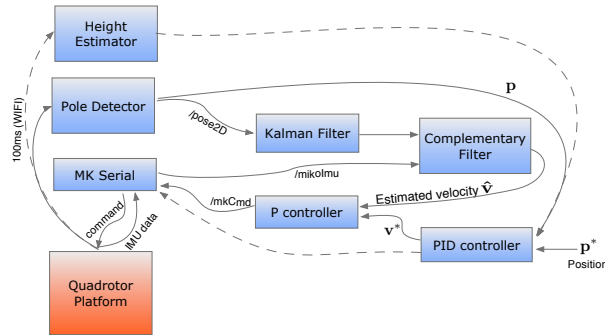 Height
Estimator
100ms (WIFI)
Pole Detector
p
/pose2D
Kalman Filter
Complementary
Filter
MK Serial
/mikoImu
/mkCmd
Estimated velocity v̂
P controller
command
IMU data
v*
PID controller
p*
Position
Quadrotor
Platform